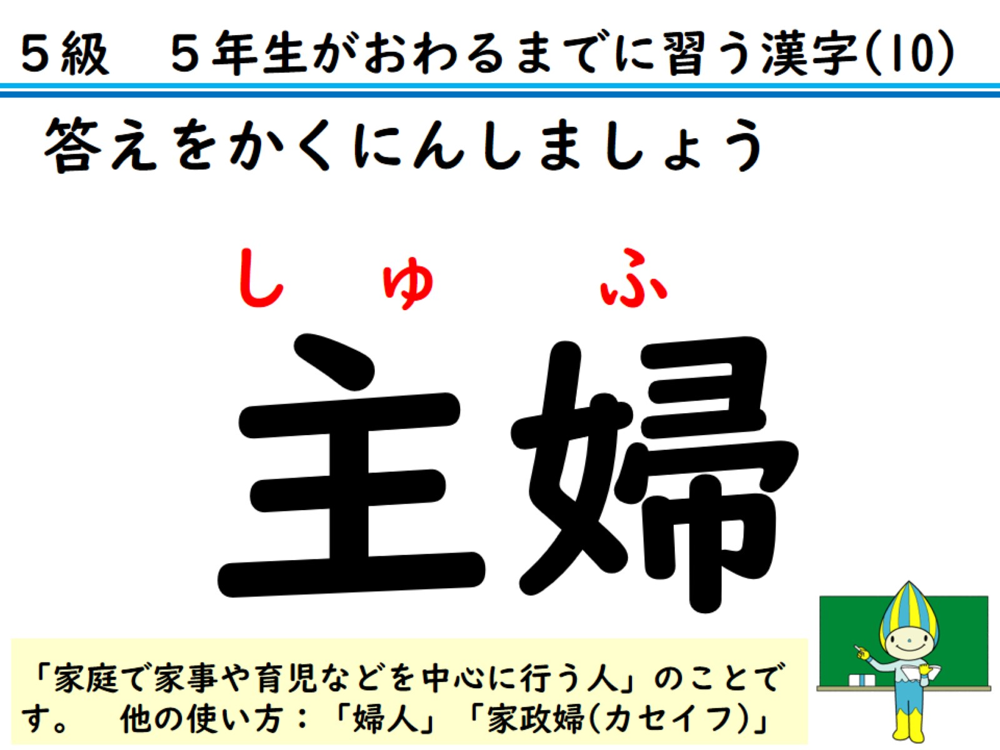 ５級　５年生がおわるまでに習う漢字(10)
答えをかくにんしましょう
しゅ　ふ
主婦
「家庭で家事や育児などを中心に行う人」のことで
す。　他の使い方：「婦人」「家政婦(カセイフ)」